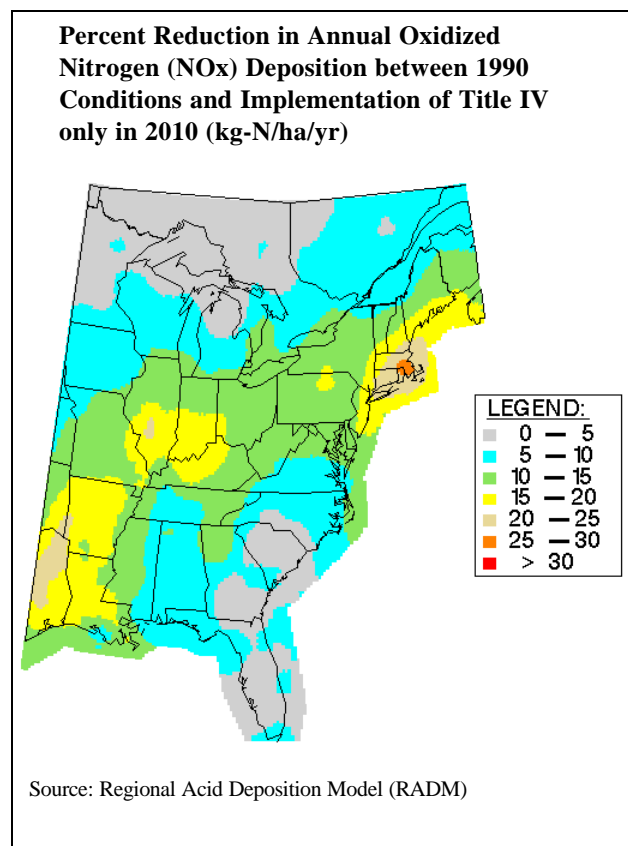 Percent Reduction in Annual Oxidized
Nitrogen (NOx) Deposition between 1990
Conditions and Implementation of Title IV
only in 2010 (kg-N/ha/yr)
LEGEND:
0 — 5
5 — 10
10 — 15
15 — 20
20 — 25
25 — 30
> 30
Source: Regional Acid Deposition Model (RADM)